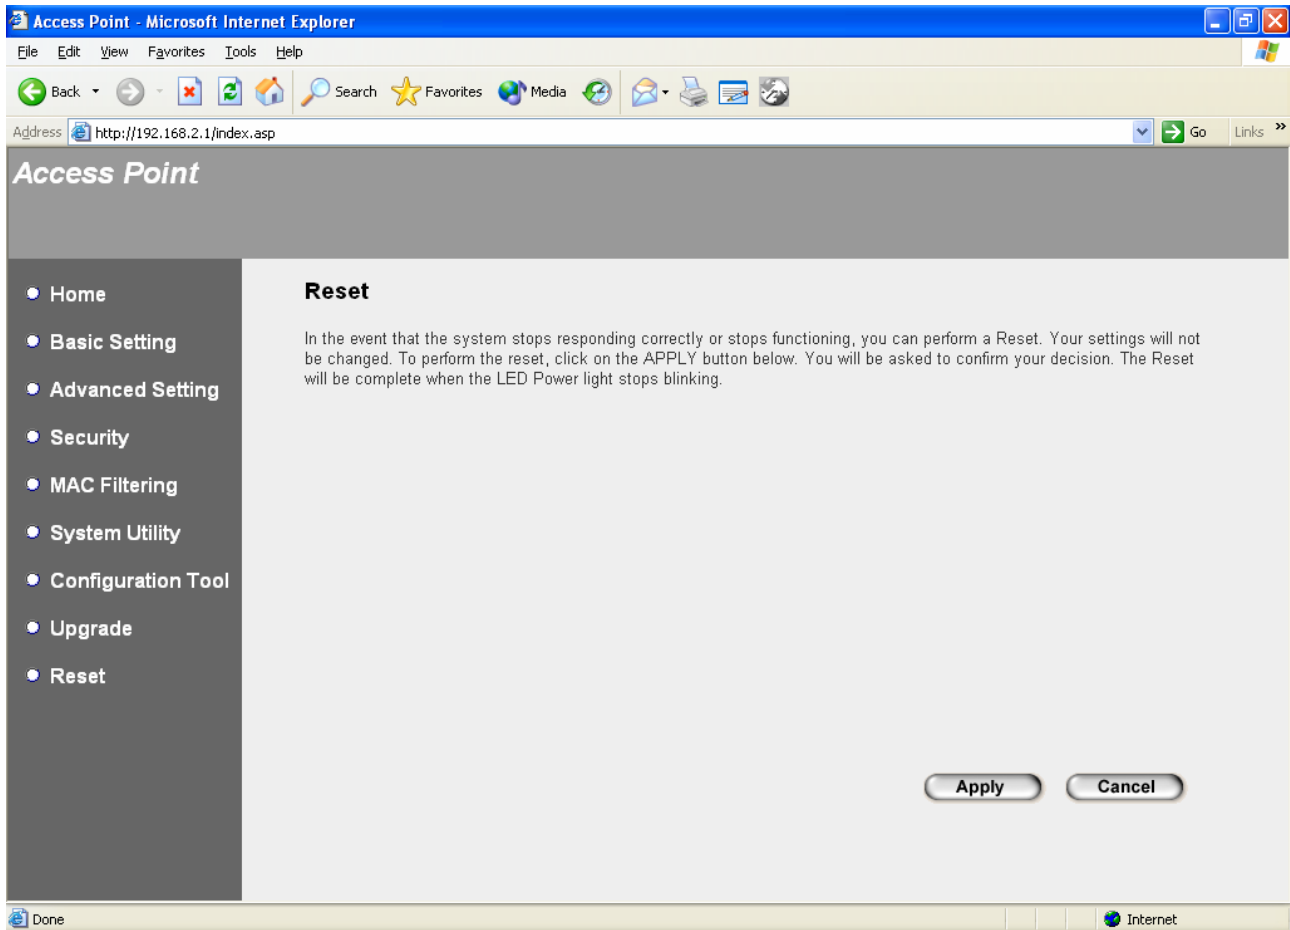 Access Point - Microsoft Internet Explorer
File Edit View Favorites Tools Help
Back Search Favorites Media
Address http://192.168.2.1/index.asp Go Links »
Access Point
Home
Basic Setting
Advanced Setting
Security
MAC Filtering
System Utility
Configuration Tool
Upgrade
Reset
Reset
In the event that the system stops responding correctly or stops functioning, you can perform a Reset. Your settings will not
be changed. To perform the reset, click on the APPLY button below. You will be asked to confirm your decision. The Reset
will be complete when the LED Power light stops blinking.
Apply Cancel
Done Internet